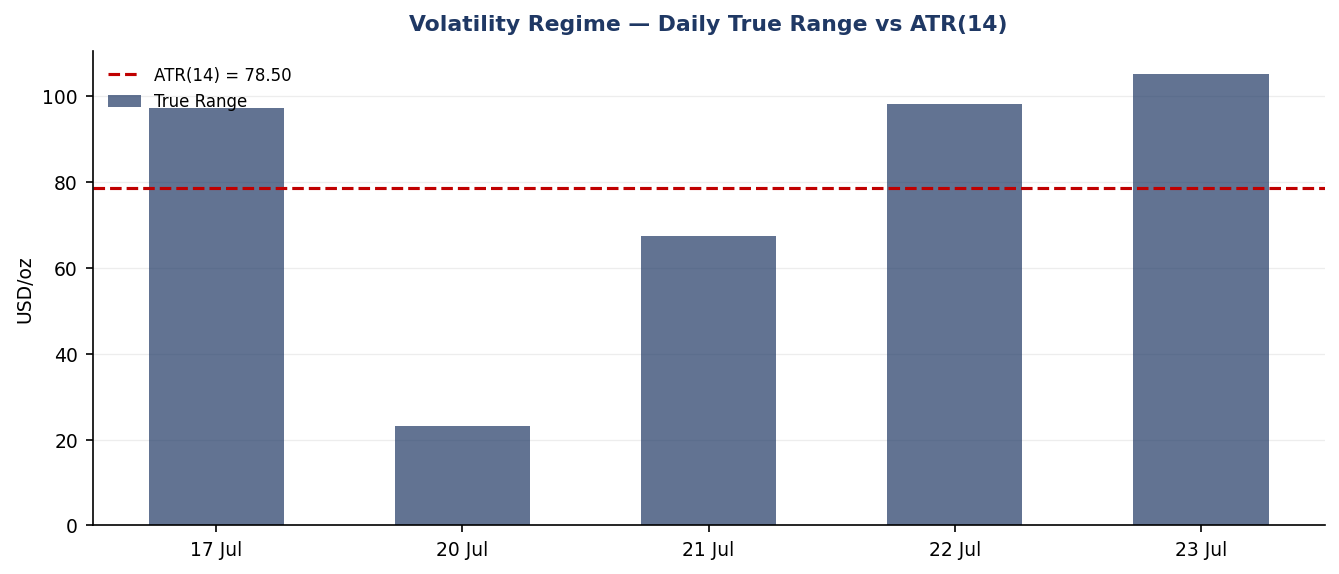 Volatility Regime — Daily True Range vs ATR(14)
ATR(14) = 78.50
True Range
USD/oz
100
80
60
40
20
0
17 Jul
20 Jul
21 Jul
22 Jul
23 Jul